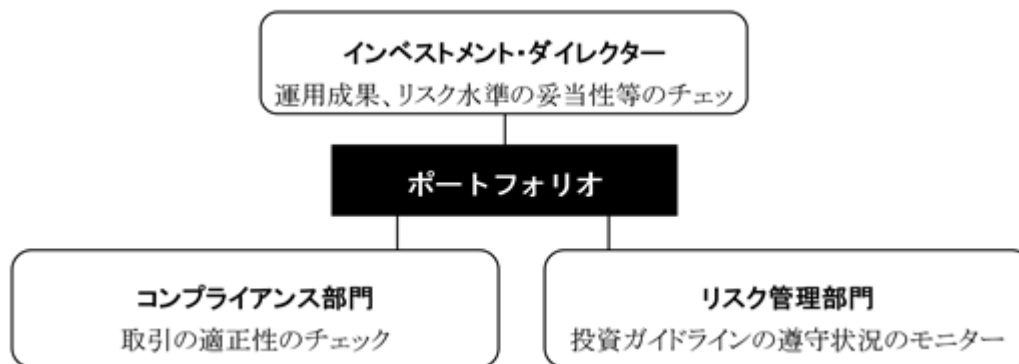 インベストメント・ダイレクター
運用成果、リスク水準の妥当性等のチェッ
ポートフォリオ
コンプライアンス部門
取引の適正性のチェック
リスク管理部門
投資ガイドラインの遵守状況のモニター